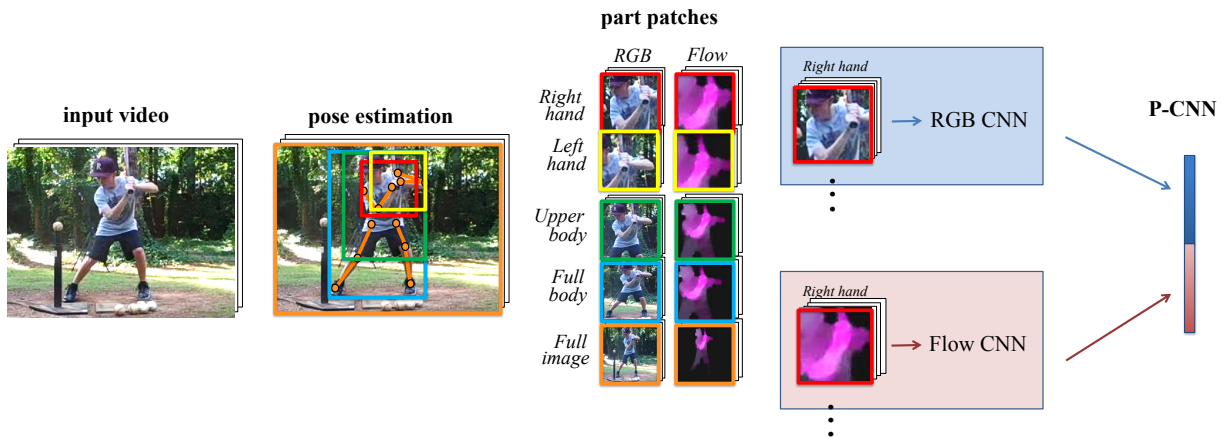 part patches
RGB
Flow
input video
pose estimation
Right
hand
Left
hand
Upper
body
Full
body
Full
image
Right hand
RGB CNN
Right hand
Flow CNN
P-CNN
R